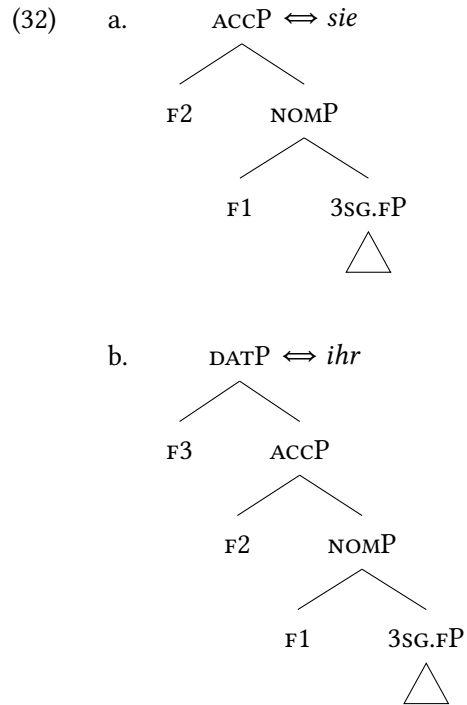 (32) a. ACCP ⇔ sie
F2 NOMP
F1 3SG.FP
b. DATP ⇔ ihr
F3 ACCP
F2 NOMP
F1 3SG.FP